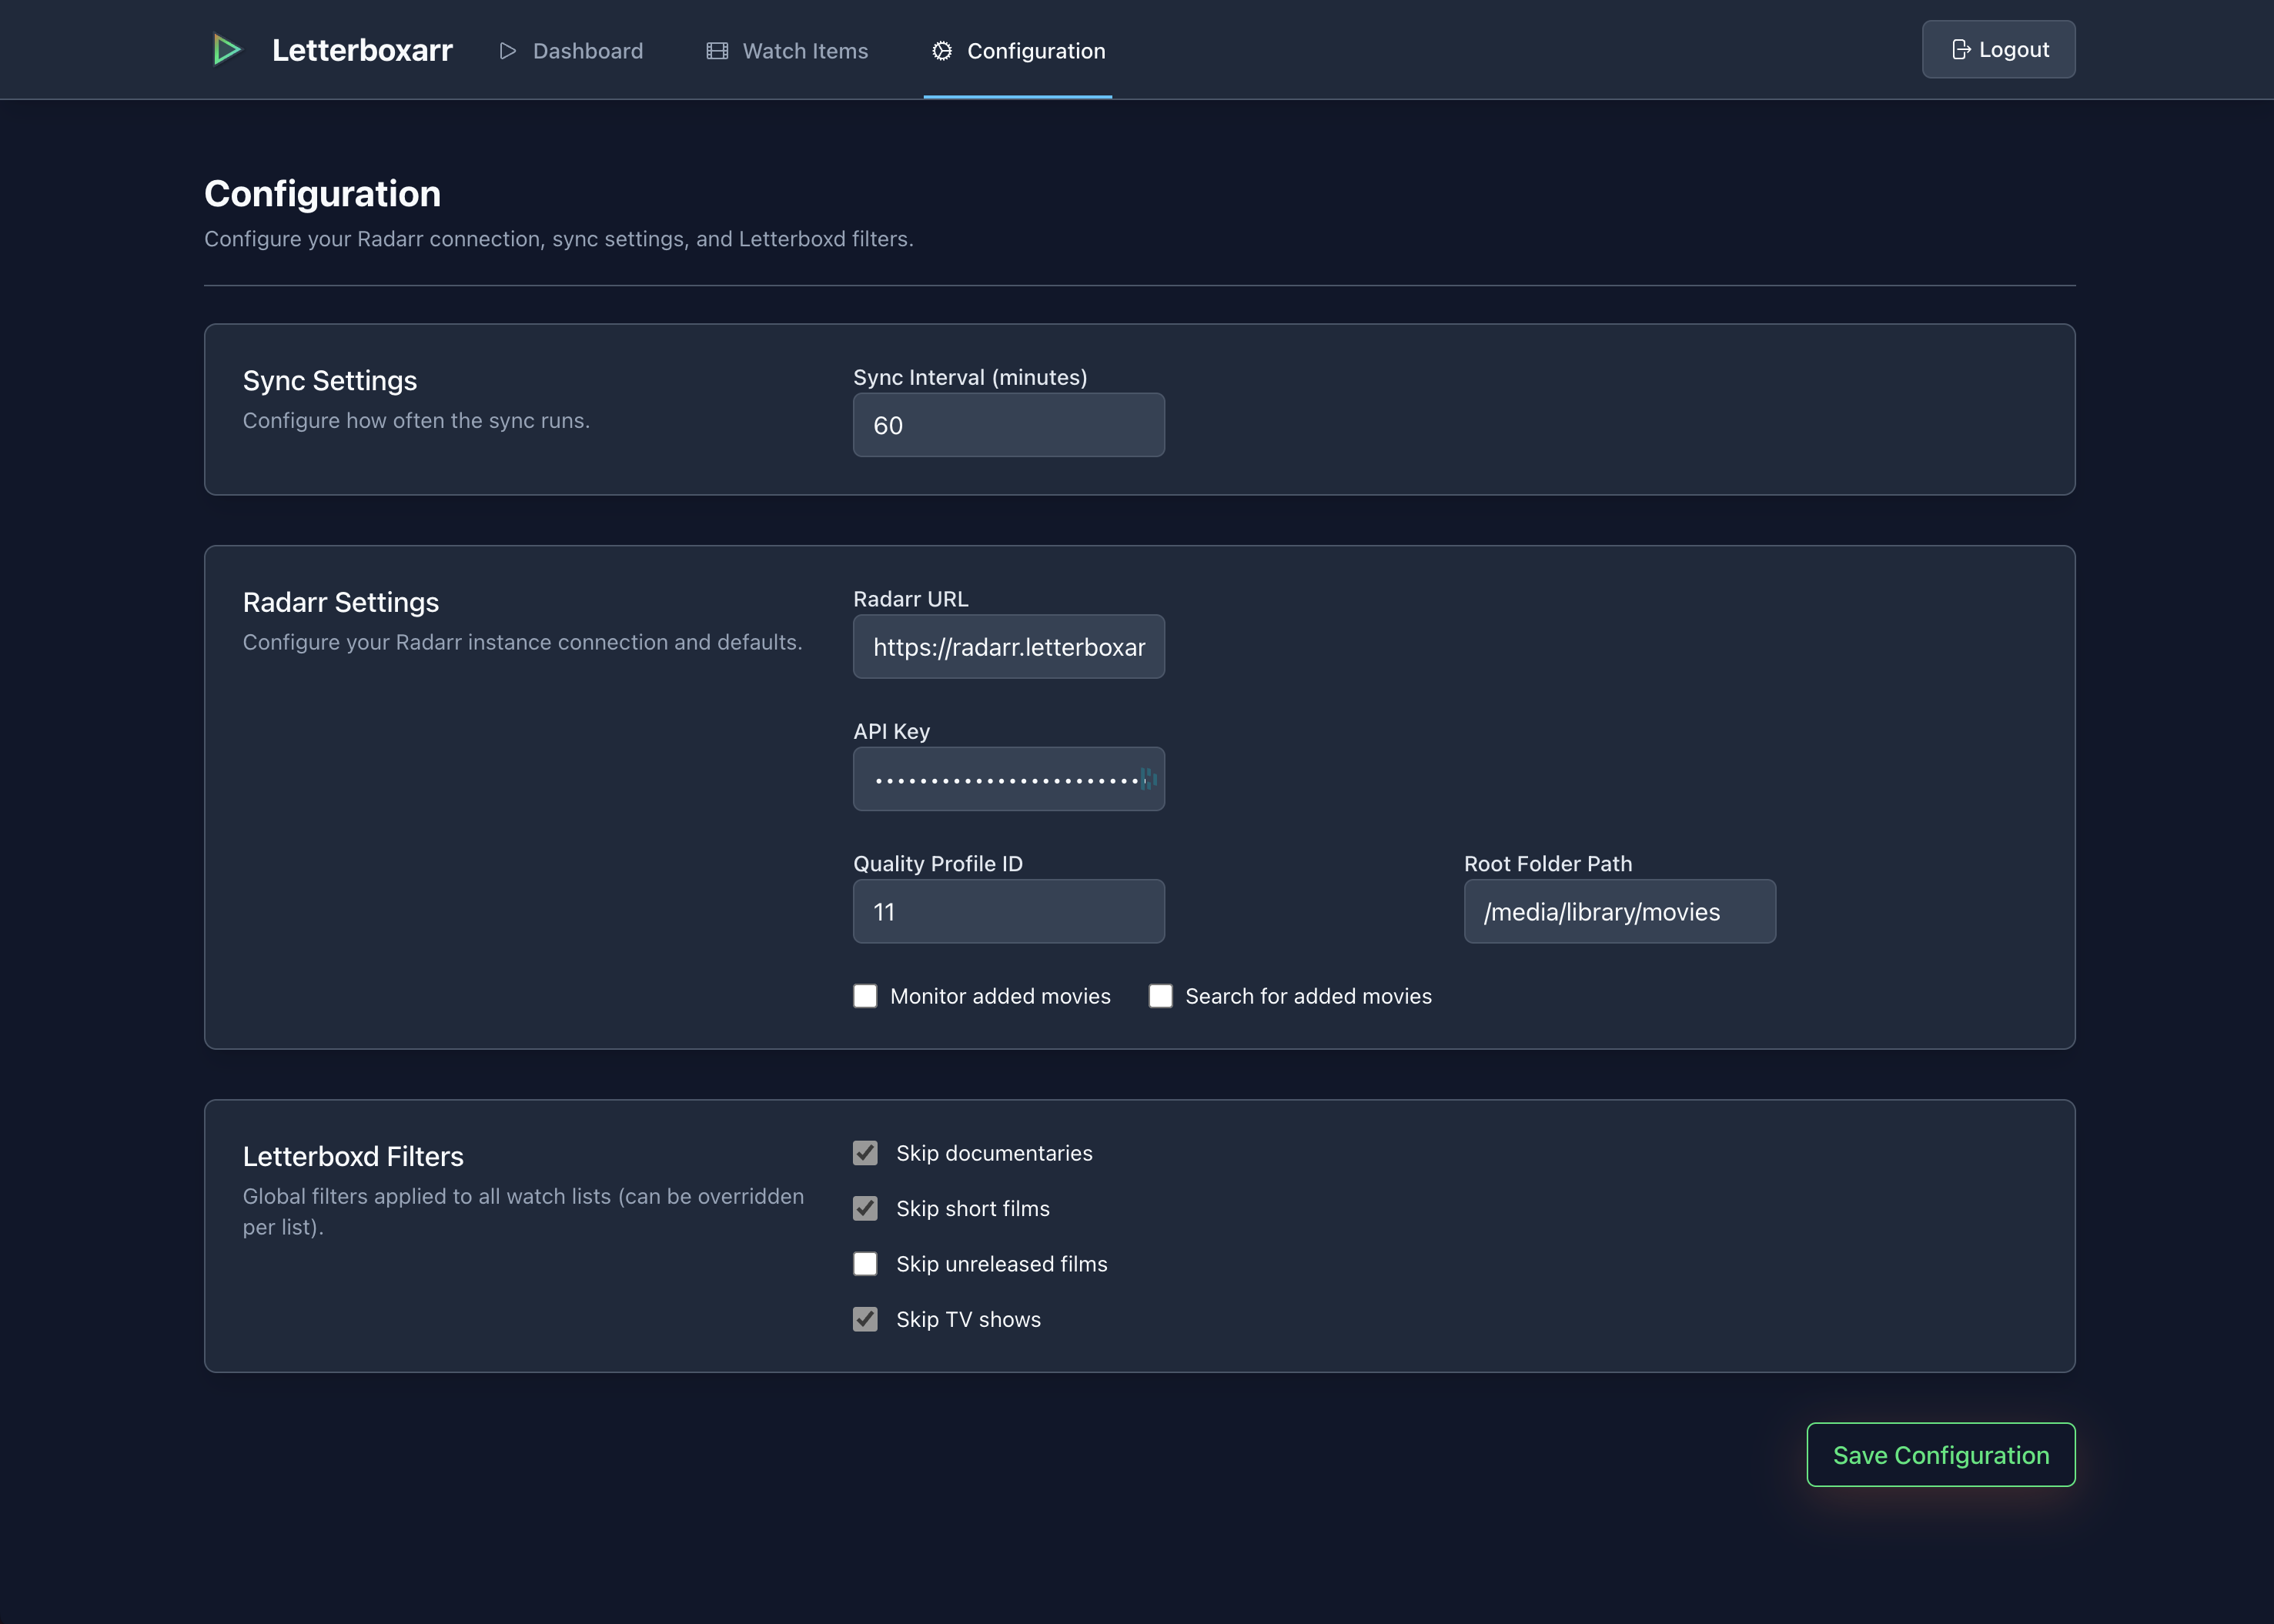 Letterboxarr
Dashboard
Watch Items
Configuration
Logout
Configuration
Configure your Radarr connection, sync settings, and Letterboxd filters.
Sync Settings
Configure how often the sync runs.
Sync Interval (minutes)
60
Radarr Settings
Configure your Radarr instance connection and defaults.
Radarr URL
https://radarr.letterboxar
API Key
Quality Profile ID
11
Root Folder Path
/media/library/movies
Monitor added movies
Search for added movies
Letterboxd Filters
Global filters applied to all watch lists (can be overridden
per list).
Skip documentaries
Skip short films
Skip unreleased films
Skip TV shows
Save Configuration